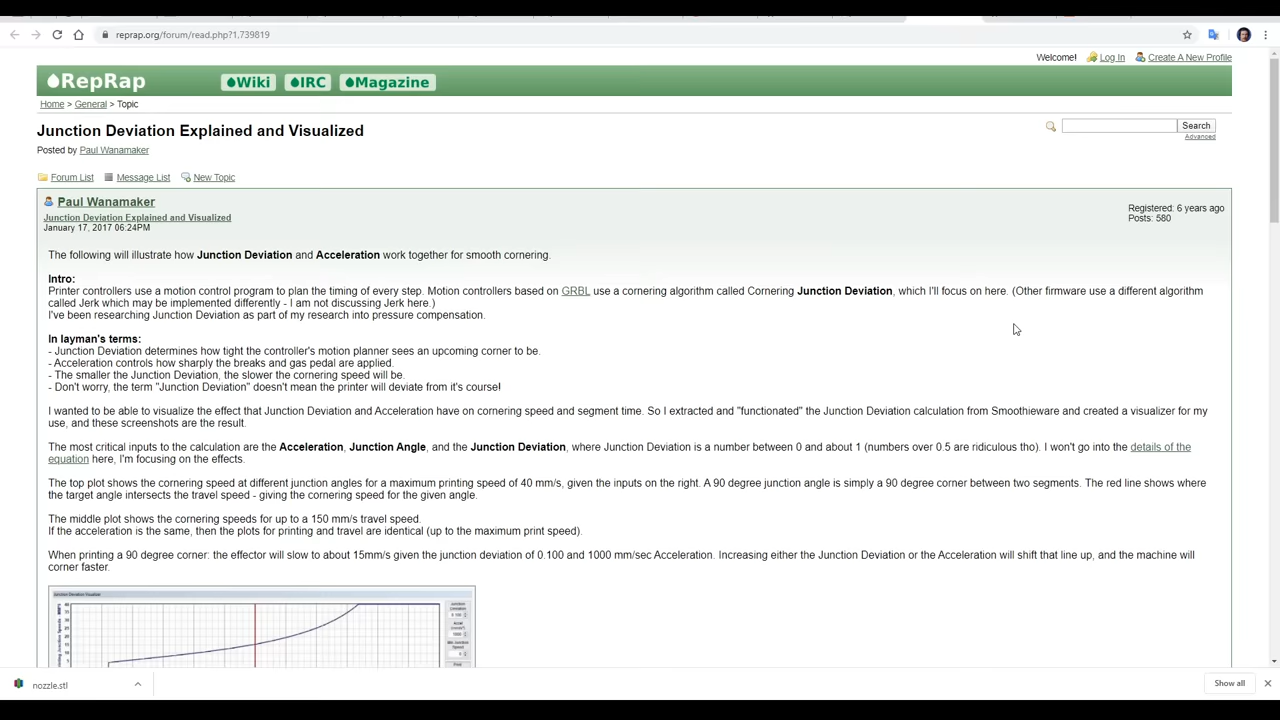 reprap.org/forum/read.php?1,739819
Welcome! Log In Create A New Profile
RepRap Wiki IRC Magazine
Home > General > Topic
Junction Deviation Explained and Visualized
Search
Posted by Paul Wanamaker
Advanced
Forum List Message List New Topic
Paul Wanamaker
Registered: 6 years ago
Junction Deviation Explained and Visualized
Posts: 580
January 17, 2017 06:24PM
The following will illustrate how Junction Deviation and Acceleration work together for smooth cornering.
Intro:
Printer controllers use a motion control program to plan the timing of every step. Motion controllers based on GRBL use a cornering algorithm called Cornering Junction Deviation, which I'll focus on here. (Other firmware use a different algorithm
called Jerk which may be implemented differently - I am not discussing Jerk here.)
I've been researching Junction Deviation as part of my research into pressure compensation.
In layman's terms:
- Junction Deviation determines how tight the controller's motion planner sees an upcoming corner to be.
- Acceleration controls how sharply the breaks and gas pedal are applied.
- The smaller the Junction Deviation, the slower the cornering speed will be.
- Don't worry, the term "Junction Deviation" doesn't mean the printer will deviate from it's course!
I wanted to be able to visualize the effect that Junction Deviation and Acceleration have on cornering speed and segment time. So I extracted and "functionated" the Junction Deviation calculation from Smoothieware and created a visualizer for my
use, and these screenshots are the result.
The most critical inputs to the calculation are the Acceleration, Junction Angle, and the Junction Deviation, where Junction Deviation is a number between 0 and about 1 (numbers over 0.5 are ridiculous tho). I won't go into the details of the
equation here, I'm focusing on the effects.
The top plot shows the cornering speed at different junction angles for a maximum printing speed of 40 mm/s, given the inputs on the right. A 90 degree junction angle is simply a 90 degree corner between two segments. The red line shows where
the target angle intersects the travel speed - giving the cornering speed for the given angle.
The middle plot shows the cornering speeds for up to a 150 mm/s travel speed.
If the acceleration is the same, then the plots for printing and travel are identical (up to the maximum print speed).
When printing a 90 degree corner: the effector will slow to about 15mm/s given the junction deviation of 0.100 and 1000 mm/sec Acceleration. Increasing either the Junction Deviation or the Acceleration will shift that line up, and the machine will
corner faster.
Junction Deviation Visualizer
nozzle.stl
Show all